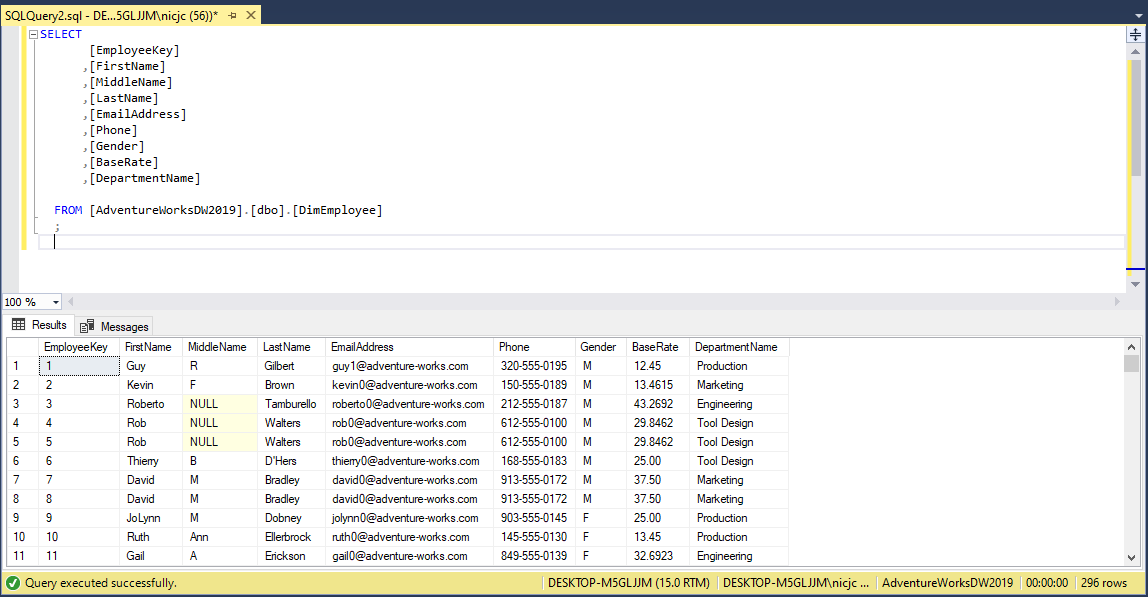 SQLQuery2.sql - DE...5GLJJM\nicjc (56))*
SELECT
[EmployeeKey]
,[FirstName]
,[MiddleName]
,[LastName]
,[EmailAddress]
,[Phone]
,[Gender]
,[BaseRate]
,[DepartmentName]
FROM [AdventureWorksDW2019].[dbo].[DimEmployee]
;
100 %
Results Messages
EmployeeKey FirstName MiddleName LastName EmailAddress Phone Gender BaseRate DepartmentName
1 1 Guy R Gilbert guy1@adventure-works.com 320-555-0195 M 12.45 Production
2 2 Kevin F Brown kevin0@adventure-works.com 150-555-0189 M 13.4615 Marketing
3 3 Roberto NULL Tamburello roberto0@adventure-works.com 212-555-0187 M 43.2692 Engineering
4 4 Rob NULL Walters rob0@adventure-works.com 612-555-0100 M 29.8462 Tool Design
5 5 Rob NULL Walters rob0@adventure-works.com 612-555-0100 M 29.8462 Tool Design
6 6 Thierry B D'Hers thierry0@adventure-works.com 168-555-0183 M 25.00 Tool Design
7 7 David M Bradley david0@adventure-works.com 913-555-0172 M 37.50 Marketing
8 8 David M Bradley david0@adventure-works.com 913-555-0172 M 37.50 Marketing
9 9 JoLynn M Dobney jolynn0@adventure-works.com 903-555-0145 F 25.00 Production
10 10 Ruth Ann Ellerbrock ruth0@adventure-works.com 145-555-0130 F 13.45 Production
11 11 Gail A Erickson gail0@adventure-works.com 849-555-0139 F 32.6923 Engineering
Query executed successfully. DESKTOP-M5GLJJM (15.0 RTM) DESKTOP-M5GLJJM\nicjc ... AdventureWorksDW2019 00:00:00 296 rows